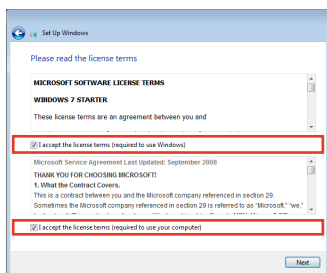 Set Up Windows
Please read the license terms
MICROSOFT SOFTWARE LICENSE TERMS
WINDOWS 7 STARTER
These license terms are an agreement between you and
I accept the license terms (required to use Windows)
Microsoft Service Agreement Last Updated: September 2008
THANK YOU FOR CHOOSING MICROSOFT!
1. What the Contract Covers.
This is a contract between you and the Microsoft company referenced in section 29.
Sometimes the Microsoft company referenced in section 29 is referred to as "Microsoft," "we,"
I accept the license terms (required to use your computer)
Next